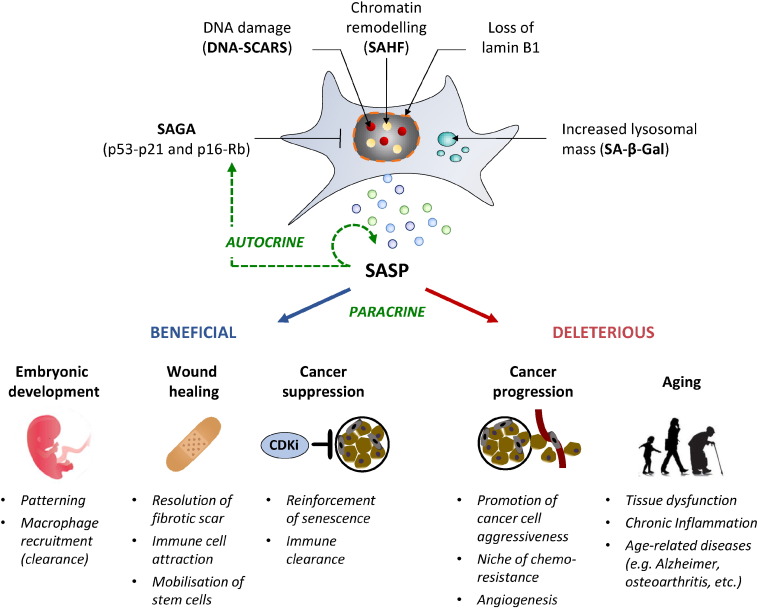 DNA damage
(DNA-SCARS)
Chromatin
remodelling
(SAHF)
Loss of
lamin B1
SAGA
(p53-p21 and p16-Rb)
Increased lysosomal
mass (SA-β-Gal)
AUTOCRINE
SASP
PARACRINE
BENEFICIAL
DELETERIOUS
Embryonic
development
• Patterning
• Macrophage
recruitment
(clearance)
Wound
healing
• Resolution of
fibrotic scar
• Immune cell
attraction
• Mobilisation of
stem cells
Cancer
suppression
CDKi
• Reinforcement
of senescence
• Immune
clearance
Cancer
progression
• Promotion of
cancer cell
aggressiveness
• Niche of chemo-
resistance
• Angiogenesis
Aging
• Tissue dysfunction
• Chronic Inflammation
• Age-related diseases
(e.g. Alzheimer,
osteoarthritis, etc.)